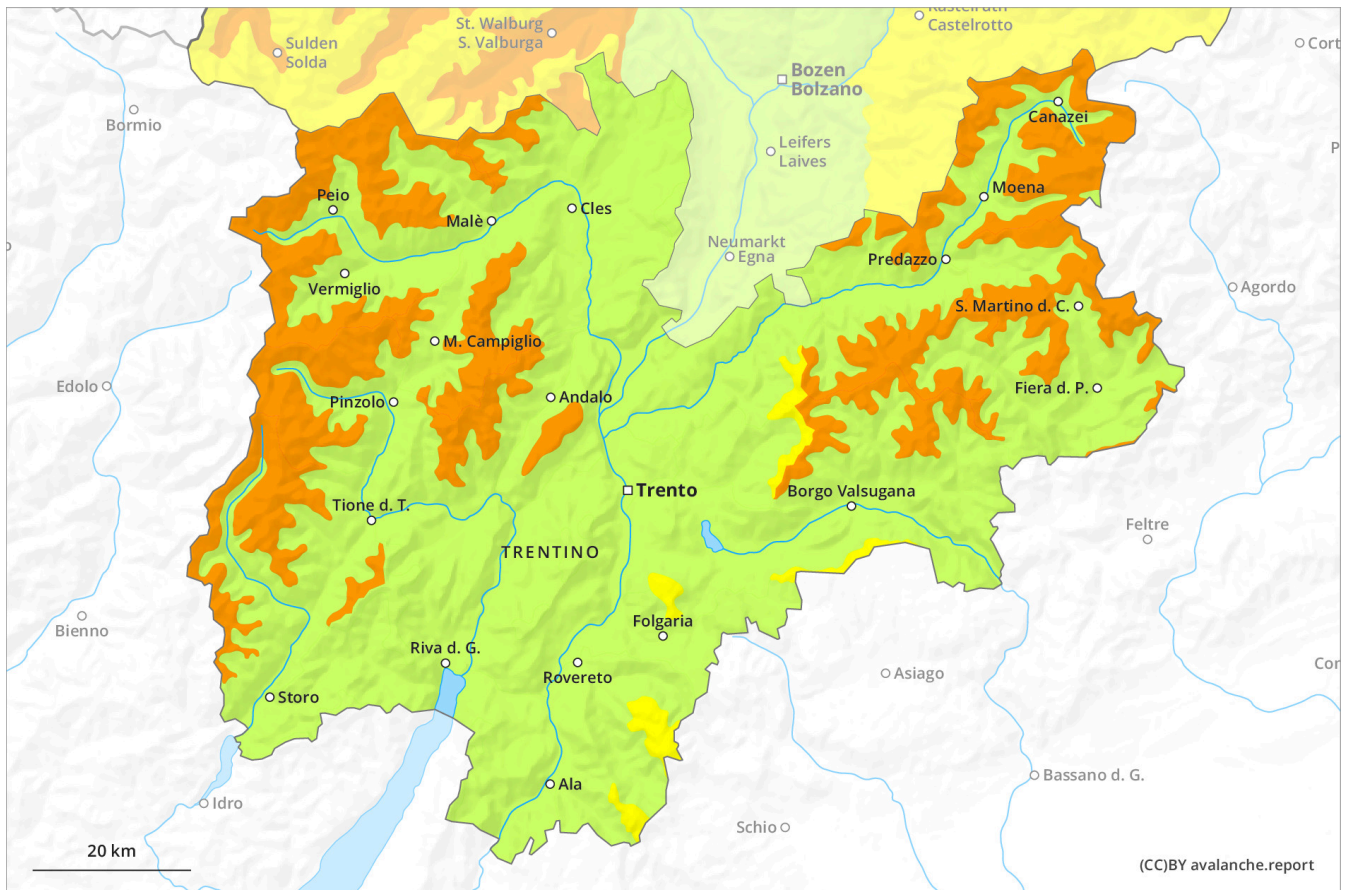 St. Walburg
S. Valburga
Kastelruth
Castelrotto
Sulden
Solda
Cort
Bozen
Bolzano
Bormio
Canazei
Leifers
Laives
P
Peio
Moena
Malè
Cles
Neumarkt
Egna
Predazzo
Vermiglio
Agordo
S. Martino d. C.
M. Campiglio
Edolo
Fiera d. P.
Andalo
Pinzolo
Trento
Borgo Valsugana
Tione d. T.
Feltre
TRENTINO
Folgaria
Bienno
Riva d. G.
Cor
Asiago
Rovereto
Storo
Bassano d. G.
Ala
Idro
Schio
20 km
(CC)BY avalanche.report